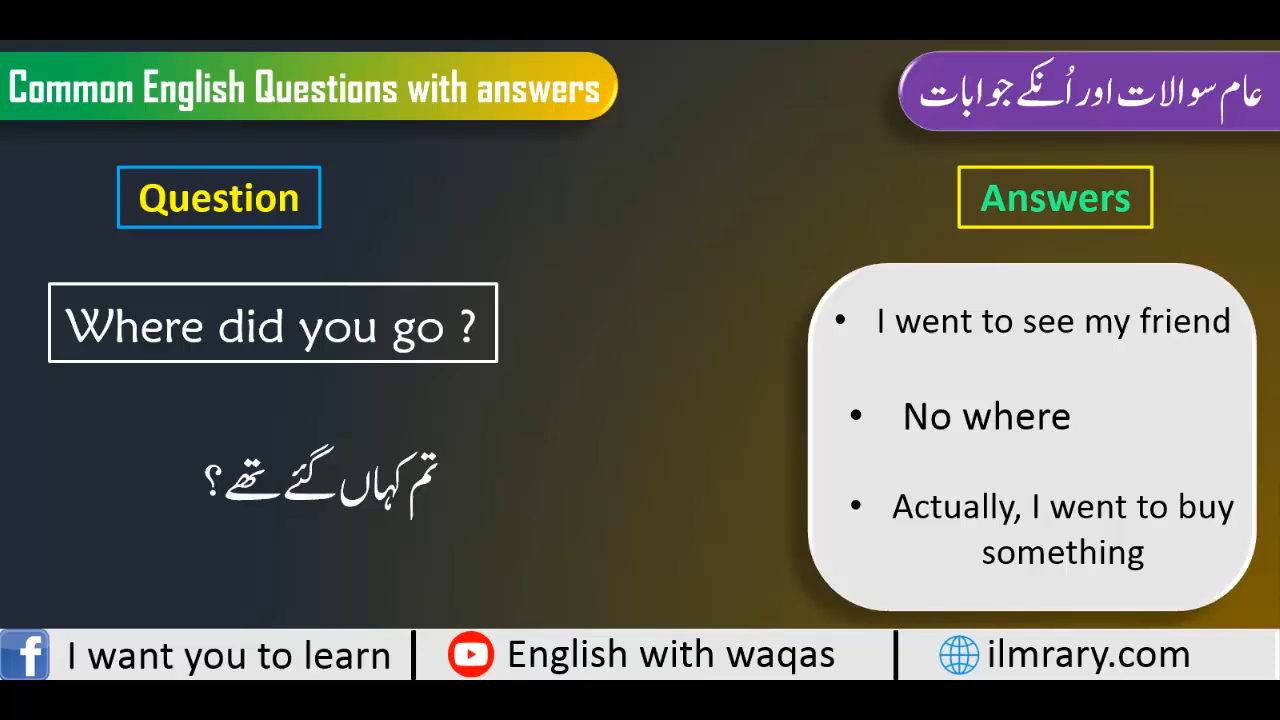 Common English Questions with answers
عام سوالات اور اُنکے جوابات
Question
Answers
Where did you go ?
تم کہاں گئے تھے ؟
• I went to see my friend
• No where
• Actually, I went to buy
something
f I want you to learn
English with waqas
ilmrary.com